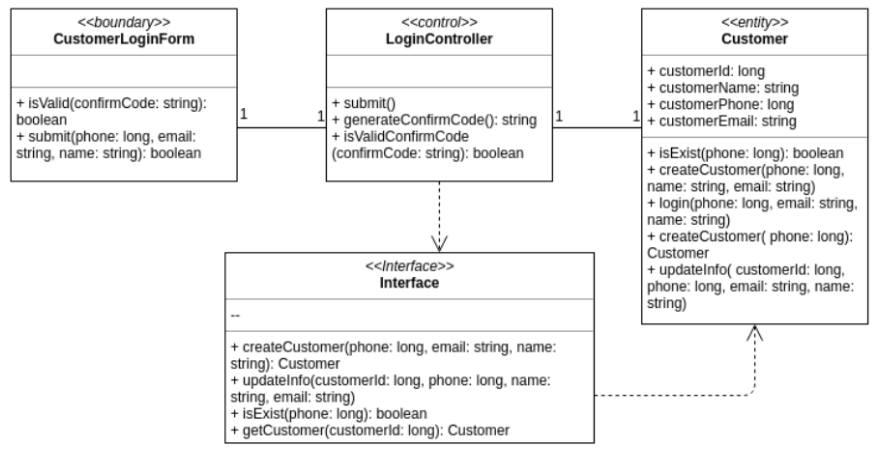 <<boundary>>
CustomerLoginForm
+ isValid(confirmCode: string):
boolean
+ submit(phone: long, email:
string, name: string): boolean
1
1
<<control>>
LoginController
+ submit()
+ generateConfirmCode(): string
+ isValidConfirmCode
(confirmCode: string): boolean
1
1
<<entity>>
Customer
+ customerId: long
+ customerName: string
+ customerPhone: long
+ customerEmail: string
+ isExist(phone: long): boolean
+ createCustomer(phone: long,
name: string, email: string)
+ login(phone: long, email: string,
name: string)
+ createCustomer( phone: long):
Customer
+ updateInfo( customerId: long,
phone: long, email: string, name:
string)
<<Interface>>
Interface
--
+ createCustomer(phone: long, email: string, name:
string): Customer
+ updateInfo(customerId: long, phone: long, name:
string, email: string)
+ isExist(phone: long): boolean
+ getCustomer(customerId: long): Customer